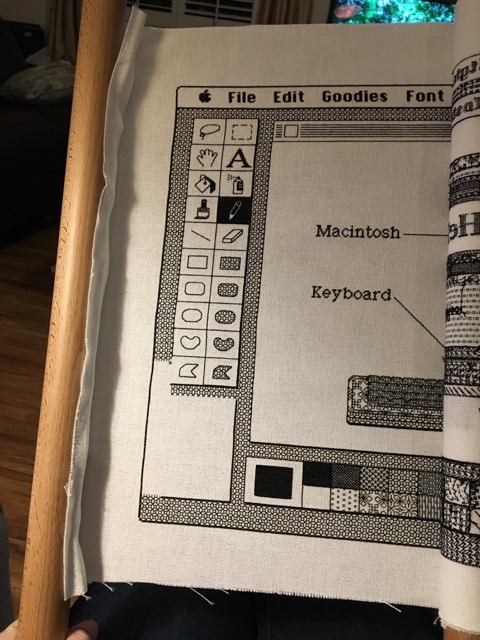 File Edit Goodies Font
A
Macintosh
Keyboard